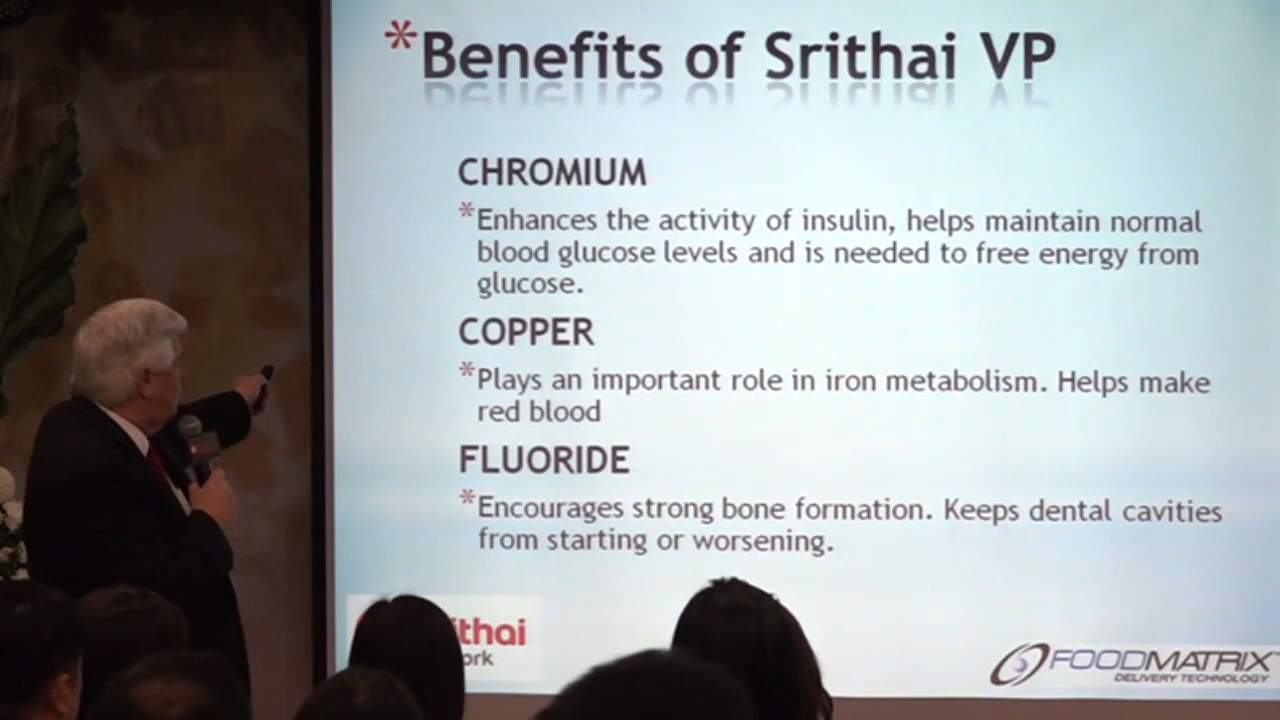 *Benefits of Srithai VP
CHROMIUM
*Enhances the activity of insulin, helps maintain normal
blood glucose levels and is needed to free energy from
glucose.
COPPER
*Plays an important role in iron metabolism. Helps make
red blood
FLUORIDE
*Encourages strong bone formation. Keeps dental cavities
from starting or worsening.
thai
ork
FOODMATRIX™
DELIVERY TECHNOLOGY